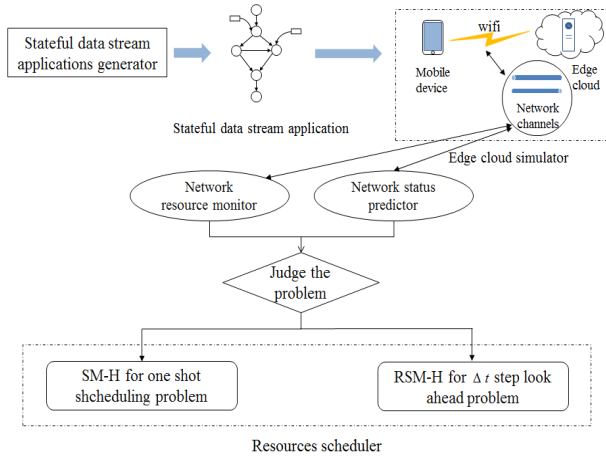 Stateful data stream
applications generator
wifi
Mobile
device
Edge
cloud
Network
channels
Stateful data stream application
Edge cloud simulator
Network
resource monitor
Network status
predictor
Judge the
problem
SM-H for one shot
shcheduling problem
RSM-H for Δ t step look
ahead problem
Resources scheduler